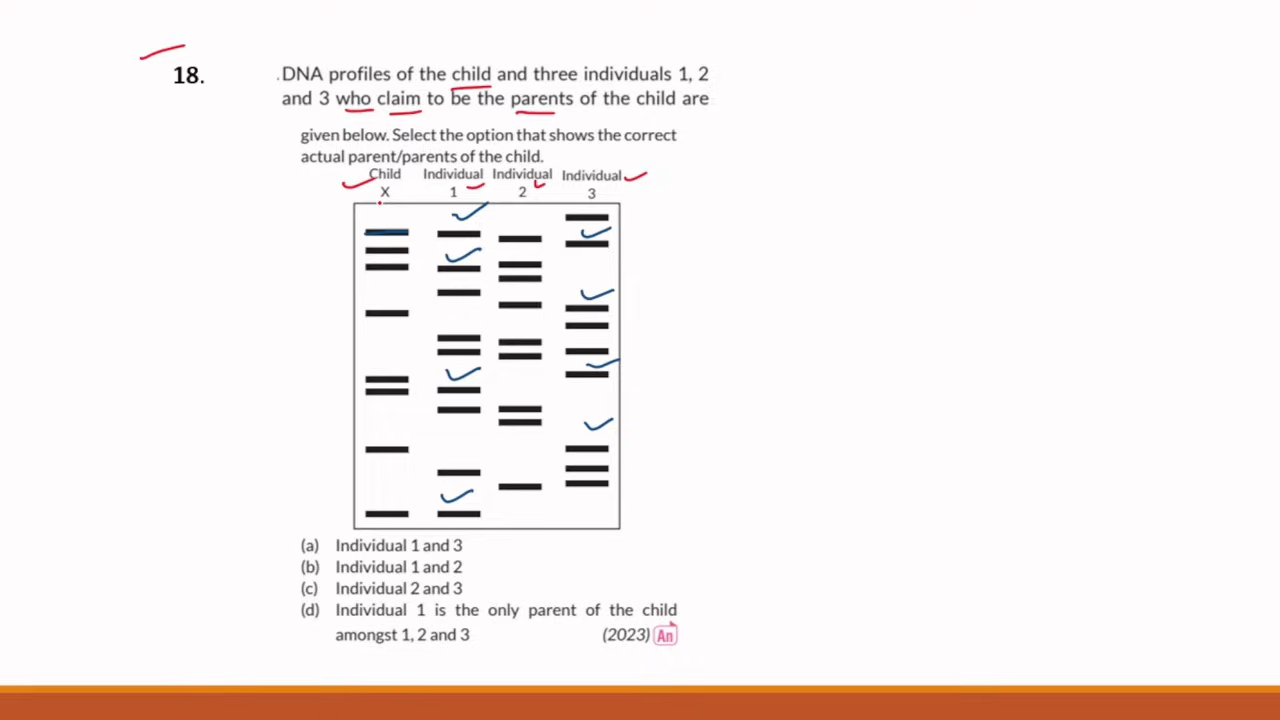 18.
DNA profiles of the child and three individuals 1, 2
and 3 who claim to be the parents of the child are
given below. Select the option that shows the correct
actual parent/parents of the child.
Child Individual Individual Individual
X 1 2 3
(a) Individual 1 and 3
(b) Individual 1 and 2
(c) Individual 2 and 3
(d) Individual 1 is the only parent of the child
amongst 1, 2 and 3 (2023) An